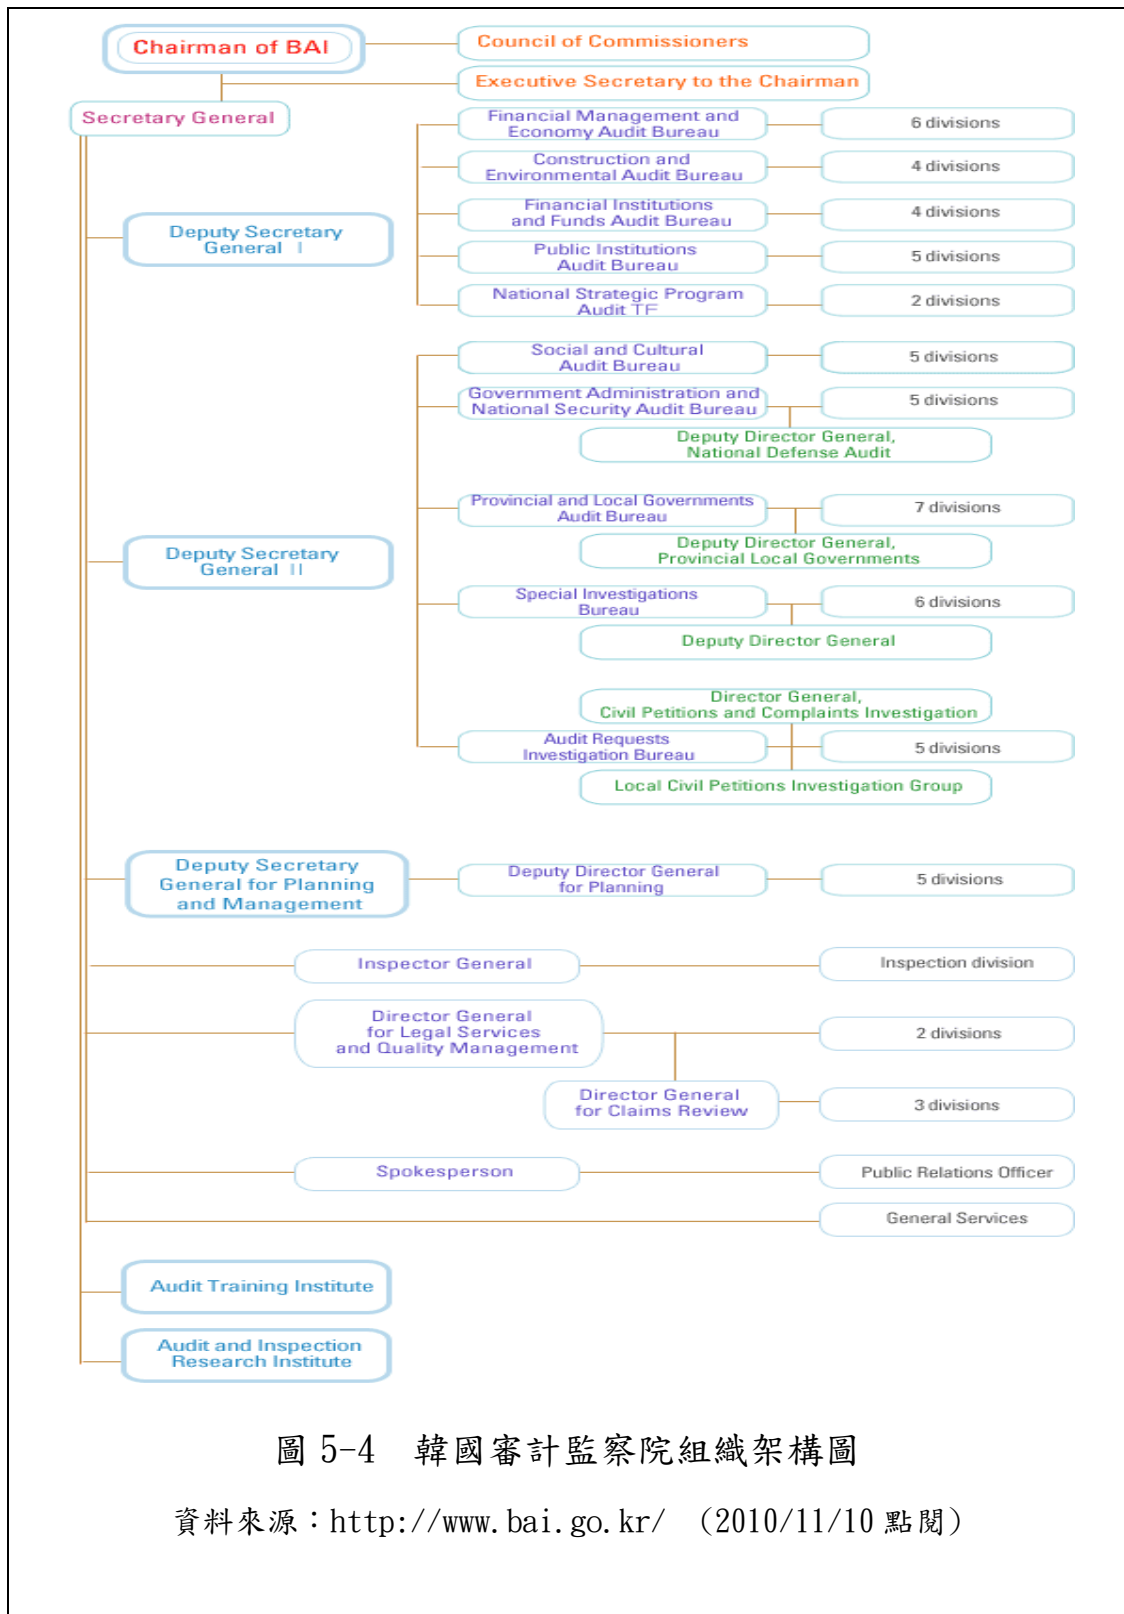 Chairman of BAI
Council of Commissioners
Executive Secretary to the Chairman
Secretary General
Financial Management and
Economy Audit Bureau
6 divisions
Construction and
Environmental Audit Bureau
4 divisions
Deputy Secretary
General Ⅰ
Financial Institutions
and Funds Audit Bureau
4 divisions
Public Institutions
Audit Bureau
5 divisions
National Strategic Program
Audit TF
2 divisions
Social and Cultural
Audit Bureau
5 divisions
Government Administration and
National Security Audit Bureau
5 divisions
Deputy Director General,
National Defense Audit
Provincial and Local Governments
Audit Bureau
7 divisions
Deputy Director General,
Provincial Local Governments
Deputy Secretary
General Ⅱ
Special Investigations
Bureau
6 divisions
Deputy Director General
Director General,
Civil Petitions and Complaints Investigation
Audit Requests
Investigation Bureau
5 divisions
Local Civil Petitions Investigation Group
Deputy Secretary
General for Planning
and Management
Deputy Director General
for Planning
5 divisions
Inspector General
Inspection division
Director General
for Legal Services
and Quality Management
2 divisions
Director General
for Claims Review
3 divisions
Spokesperson
Public Relations Officer
General Services
Audit Training Institute
Audit and Inspection
Research Institute
圖 5-4 韓國審計監察院組織架構圖
資料來源：http://www.bai.go.kr/ （2010/11/10 點閱）